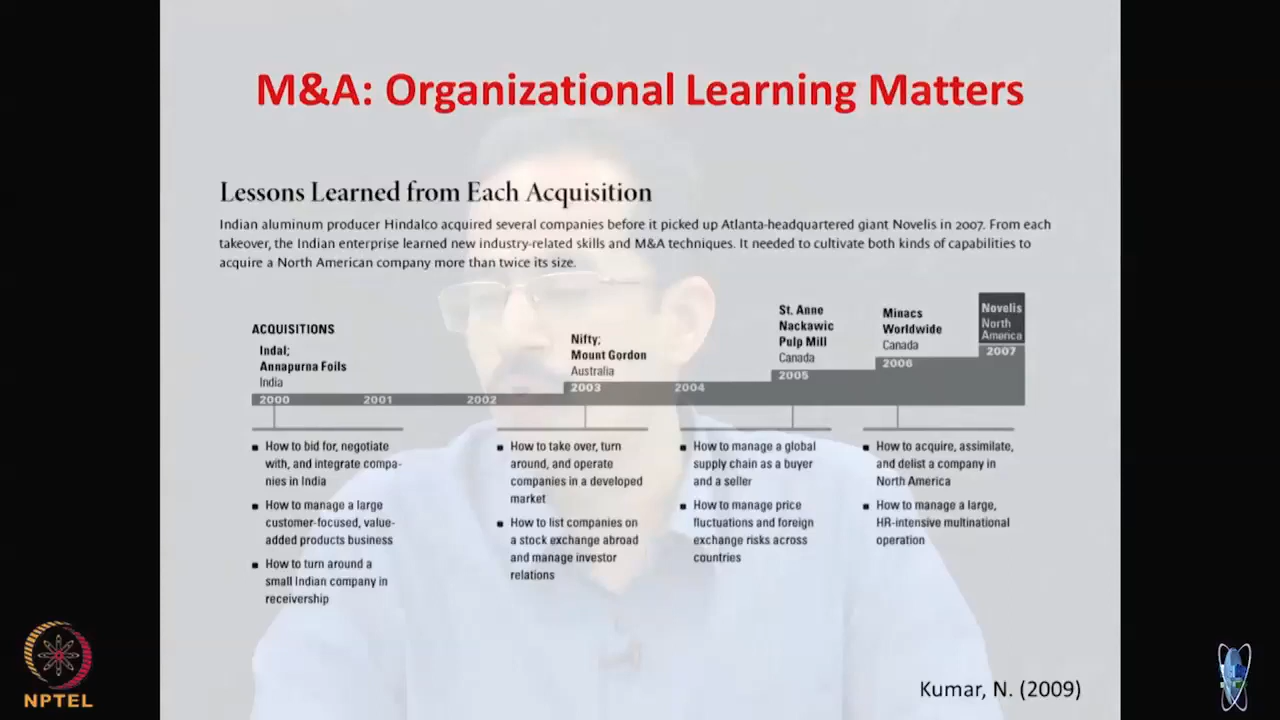 M&A: Organizational Learning Matters
Lessons Learned from Each Acquisition
Indian aluminum producer Hindalco acquired several companies before it picked up Atlanta-headquartered giant Novelis in 2007. From each
takeover, the Indian enterprise learned new industry-related skills and M&A techniques. It needed to cultivate both kinds of capabilities to
acquire a North American company more than twice its size.
ACQUISITIONS
Indal;
Annapurna Foils
India
2000
2001
2002
Nifty;
Mount Gordon
Australia
2003
2004
St. Anne
Nackawic
Pulp Mill
Canada
2005
Minacs
Worldwide
Canada
2006
Novelis
North
America
2007
▪ How to bid for, negotiate
with, and integrate compa-
nies in India
▪ How to manage a large
customer-focused, value-
added products business
▪ How to turn around a
small Indian company in
receivership
▪ How to take over, turn
around, and operate
companies in a developed
market
▪ How to list companies on
a stock exchange abroad
and manage investor
relations
▪ How to manage a global
supply chain as a buyer
and a seller
▪ How to manage price
fluctuations and foreign
exchange risks across
countries
▪ How to acquire, assimilate,
and delist a company in
North America
▪ How to manage a large,
HR-intensive multinational
operation
Kumar, N. (2009)
NPTEL